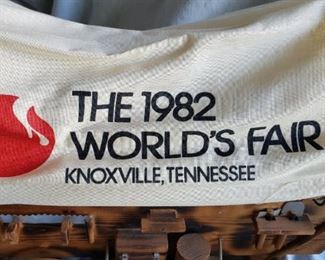 THE 1982
WORLD'S FAIR
KNOXVILLE, TENNESSEE